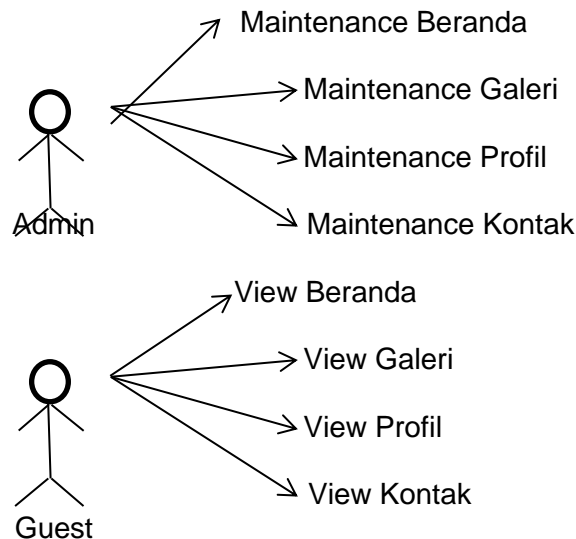 Maintenance Beranda
Maintenance Galeri
Maintenance Profil
Maintenance Kontak
Admin
View Beranda
View Galeri
View Profil
View Kontak
Guest